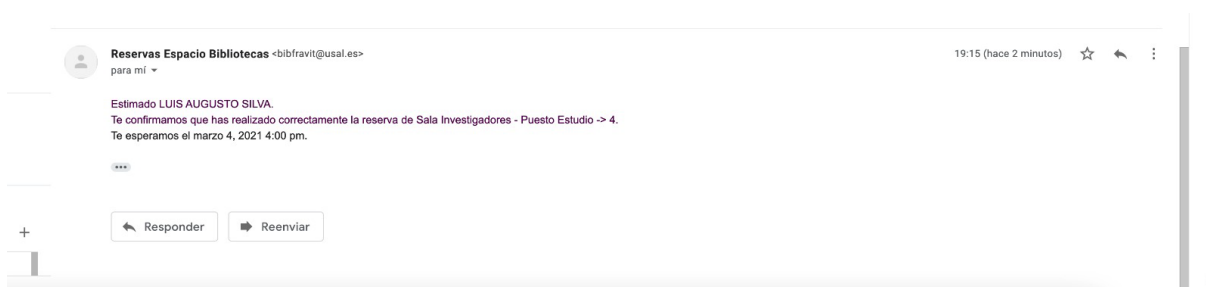 Reservas Espacio Bibliotecas <bibfravit@usal.es>
19:15 (hace 2 minutos)
para mí
Estimado LUIS AUGUSTO SILVA.
Te confirmamos que has realizado correctamente la reserva de Sala Investigadores - Puesto Estudio -> 4.
Te esperamos el marzo 4, 2021 4:00 pm.
Responder
Reenviar